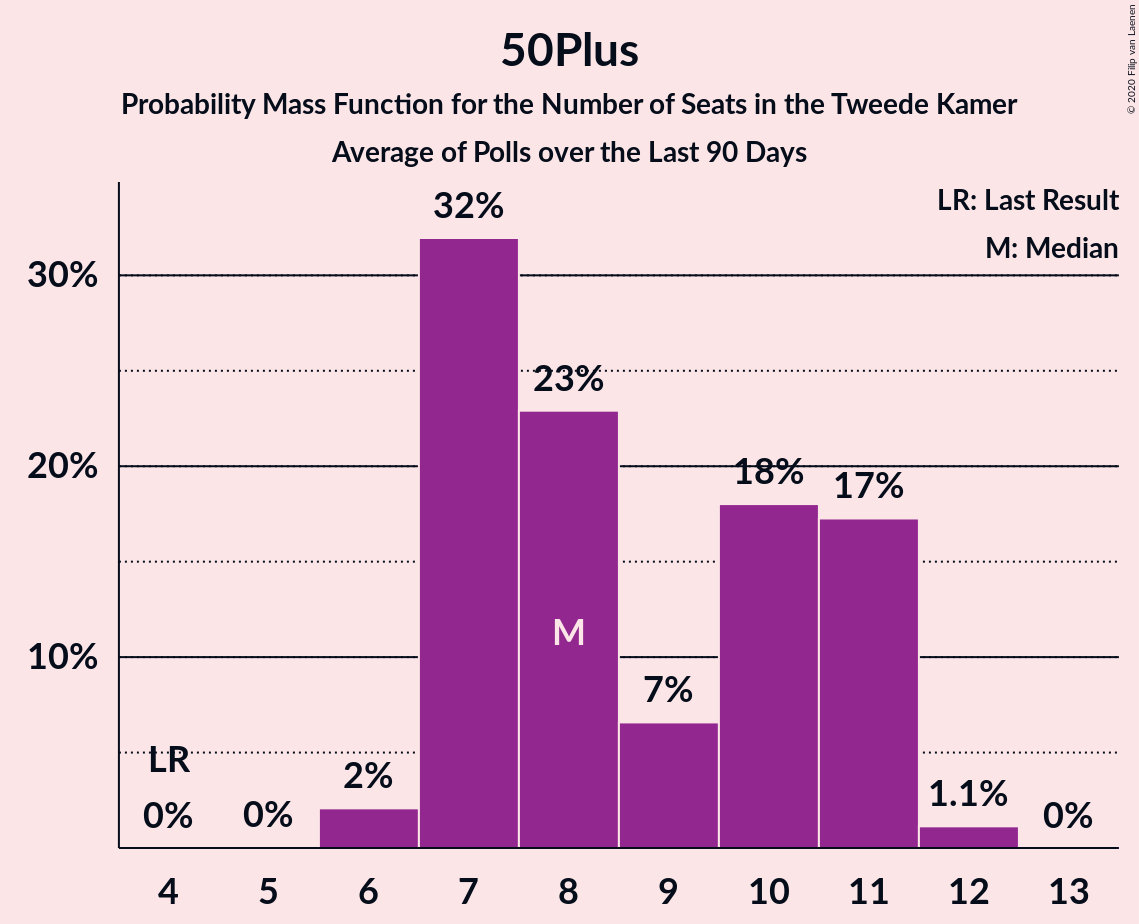 50Plus
Probability Mass Function for the Number of Seats in the Tweede Kamer
Average of Polls over the Last 90 Days
© 2020 Filip van Laenen
LR: Last Result
M: Median
30%
20%
10%
LR
0%
0%
2%
32%
23%
M
7%
18%
17%
1.1%
0%
4 5 6 7 8 9 10 11 12 13